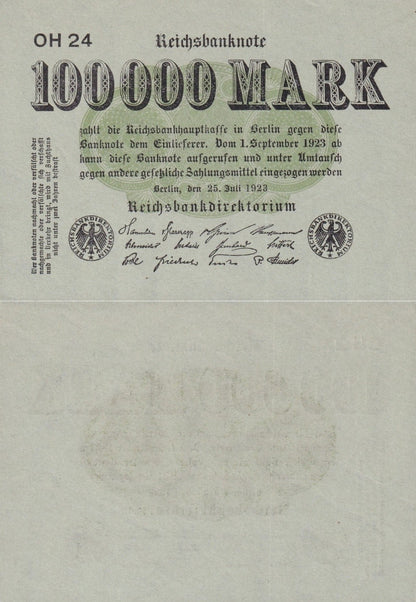 OH 24
Reichsbanknote
100000 MARK
zahlt die Reichsbankhauptkasse in Berlin gegen diese
Banknote dem Einlieferer. Vom 1. September 1923 ab
kann diese Banknote aufgerufen und unter Umtausch
gegen andere gesetzliche Zahlungsmittel eingezogen werden
Berlin, den 25. Juli 1923
Reichsbankdirektorium
Wer Banknoten nachmacht oder verfälscht oder
nachgemachte oder verfälschte sich verschafft
und in Verkehr bringt, wird mit Zuchthaus
nicht unter zwei Jahren bestraft
REICHSBANKDIREKTORIUM
REICHSBANKDIREKTORIUM